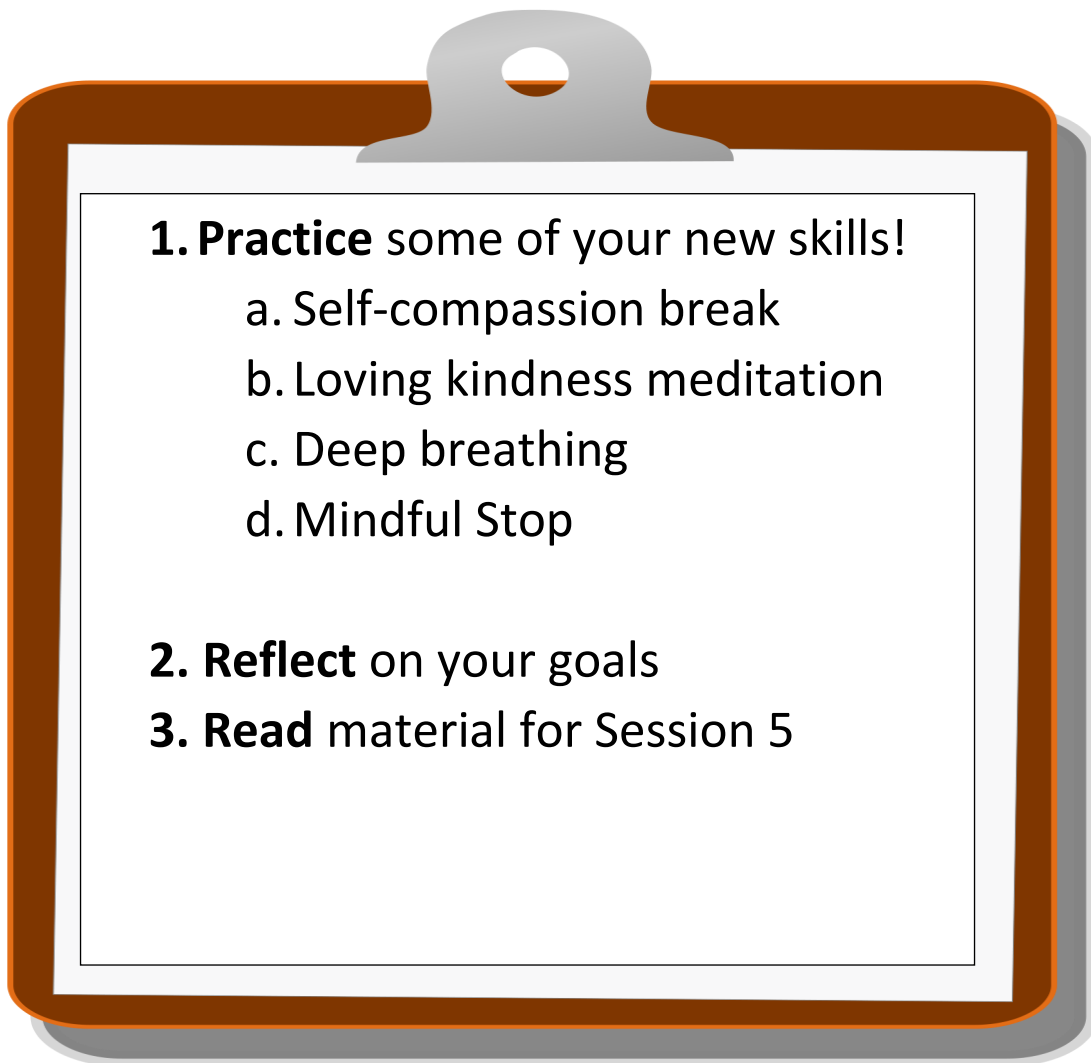 1. Practice some of your new skills!
a. Self-compassion break
b. Loving kindness meditation
c. Deep breathing
d. Mindful Stop
2. Reflect on your goals
3. Read material for Session 5